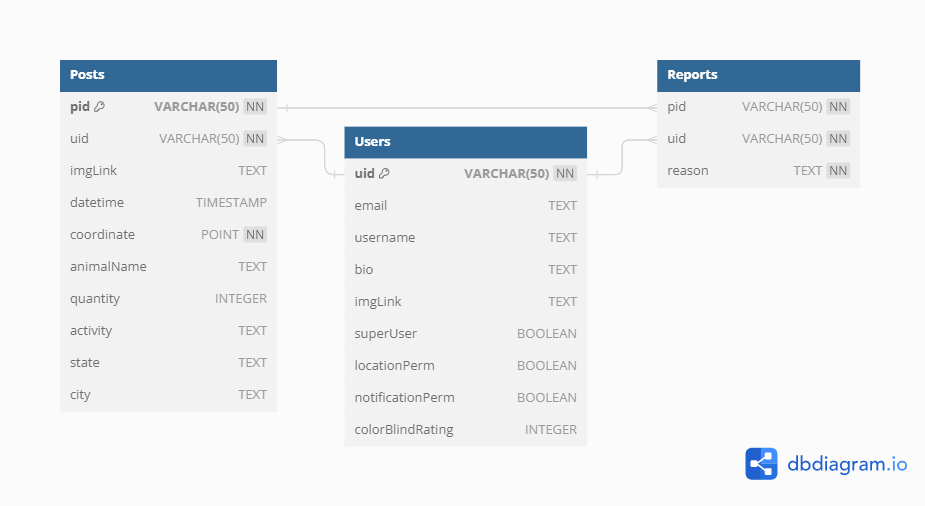 Posts
pid VARCHAR(50) NN
uid VARCHAR(50) NN
imgLink TEXT
datetime TIMESTAMP
coordinate POINT NN
animalName TEXT
quantity INTEGER
activity TEXT
state TEXT
city TEXT
Users
uid VARCHAR(50) NN
email TEXT
username TEXT
bio TEXT
imgLink TEXT
superUser BOOLEAN
locationPerm BOOLEAN
notificationPerm BOOLEAN
colorBlindRating INTEGER
Reports
pid VARCHAR(50) NN
uid VARCHAR(50) NN
reason TEXT NN
dbdiagram.io